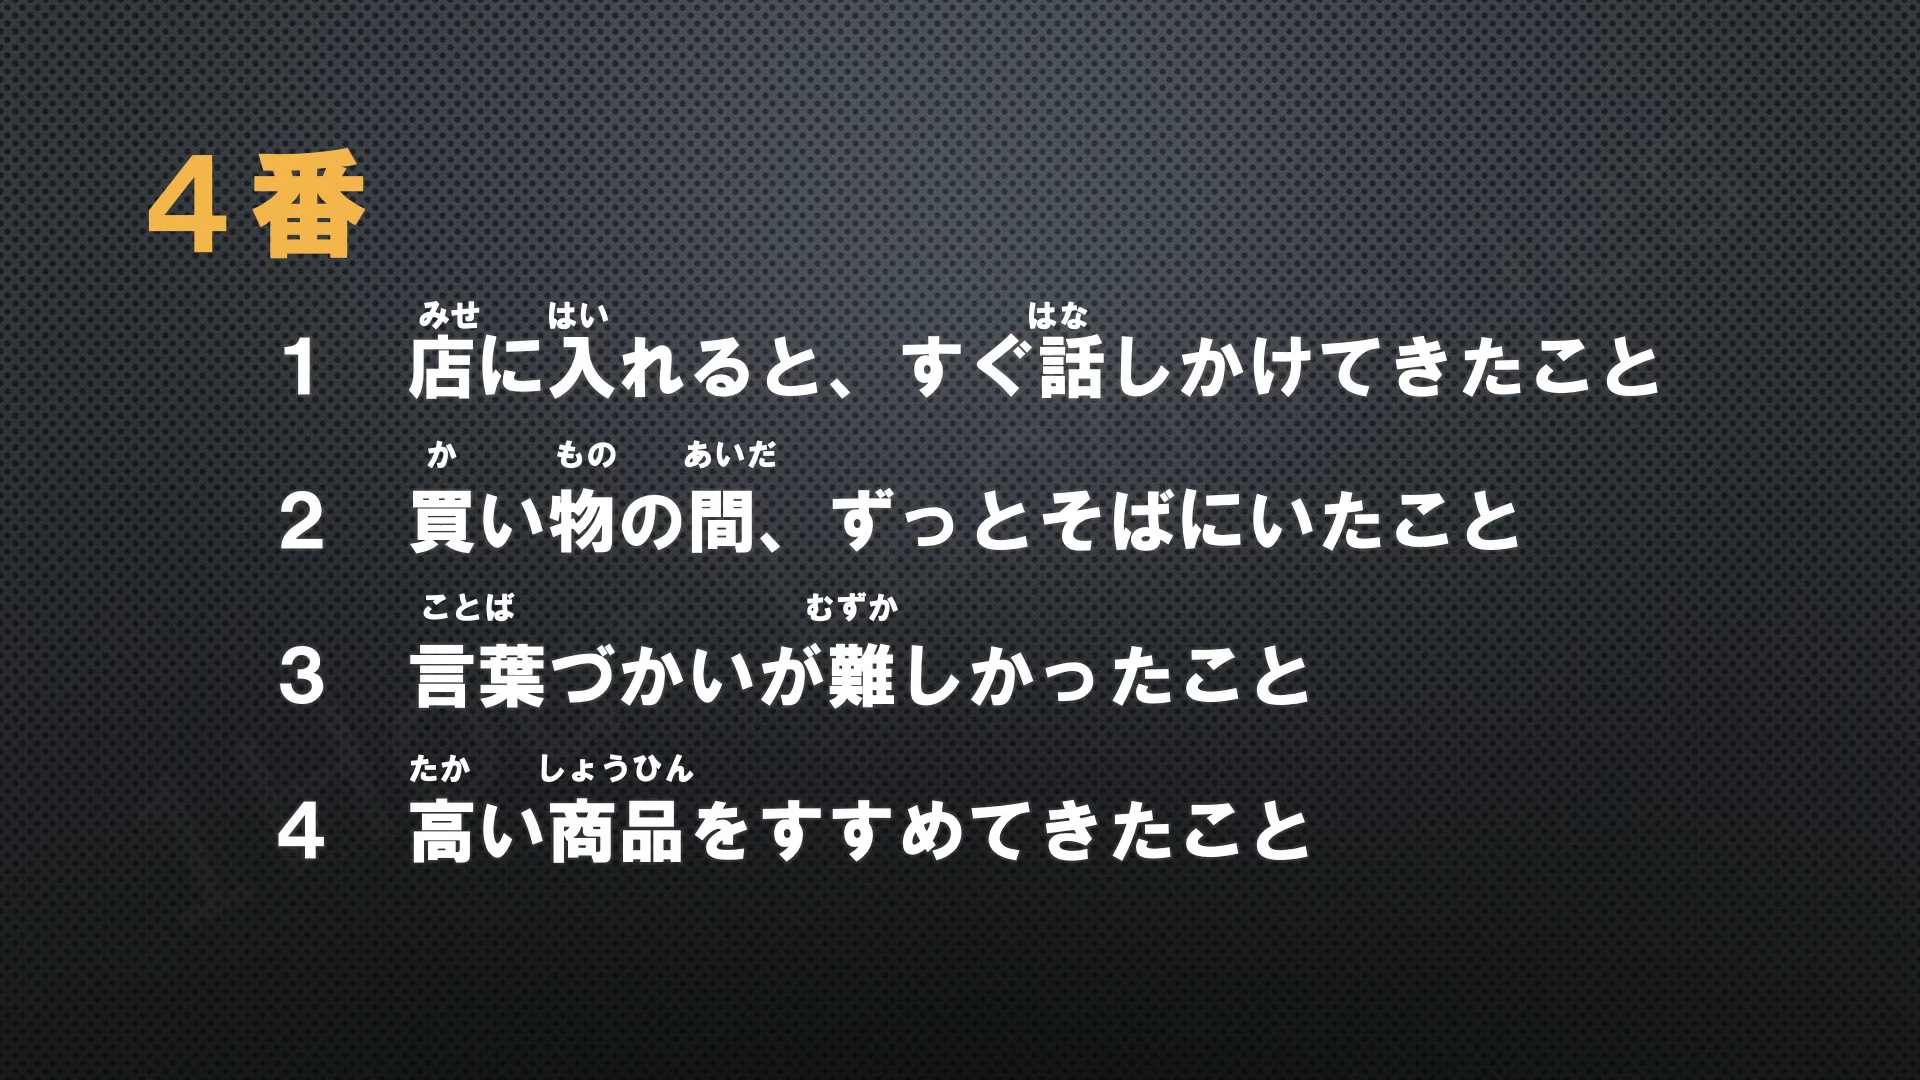 4番
みせ はい はな
1 店に入れると、すぐ話しかけてきたこと
か もの あいだ
2 買い物の間、ずっとそばにいたこと
ことば むずか
3 言葉づかいが難しかったこと
たか しょうひん
4 高い商品をすすめてきたこと